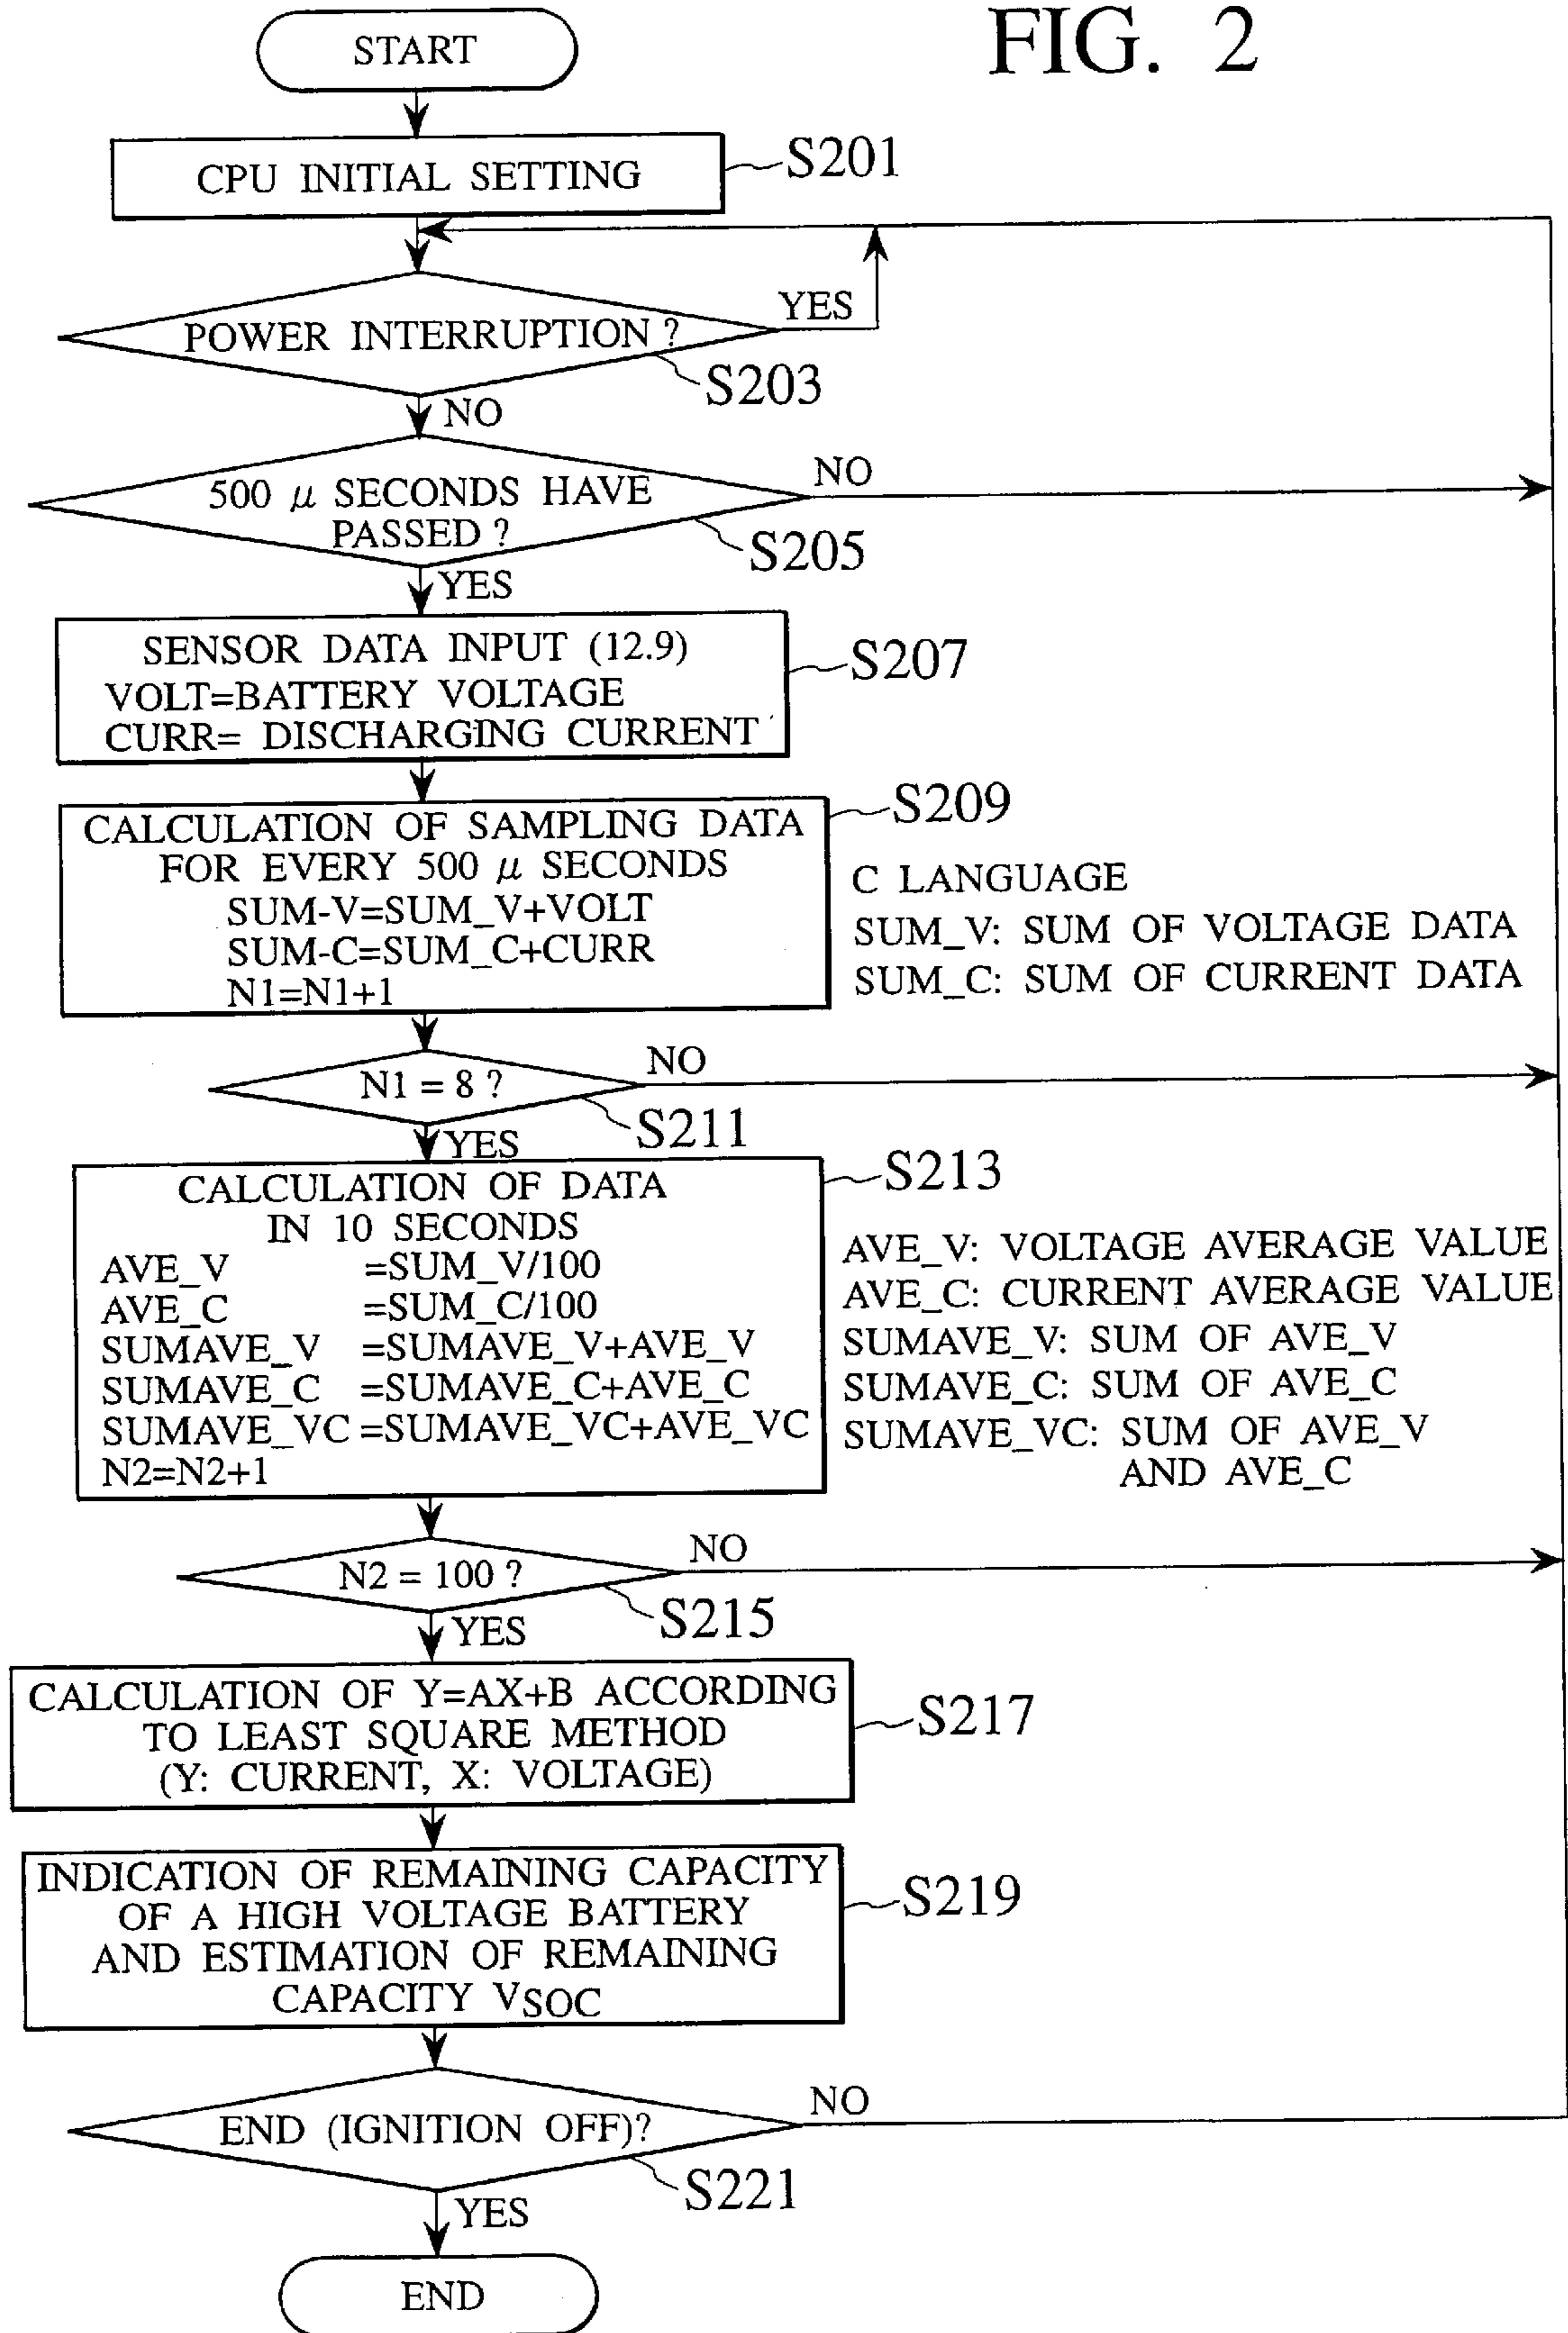 FIG. 2
START
CPU INITIAL SETTING
S201
POWER INTERRUPTION ?
YES
S203
NO
500 μ SECONDS HAVE
PASSED ?
NO
S205
YES
SENSOR DATA INPUT (12.9)
VOLT=BATTERY VOLTAGE
CURR= DISCHARGING CURRENT
S207
CALCULATION OF SAMPLING DATA
FOR EVERY 500 μ SECONDS
SUM-V=SUM_V+VOLT
SUM-C=SUM_C+CURR
N1=N1+1
S209
C LANGUAGE
SUM_V: SUM OF VOLTAGE DATA
SUM_C: SUM OF CURRENT DATA
N1 = 8 ?
NO
S211
YES
CALCULATION OF DATA
IN 10 SECONDS
AVE_V =SUM_V/100
AVE_C =SUM_C/100
SUMAVE_V =SUMAVE_V+AVE_V
SUMAVE_C =SUMAVE_C+AVE_C
SUMAVE_VC =SUMAVE_VC+AVE_VC
N2=N2+1
S213
AVE_V: VOLTAGE AVERAGE VALUE
AVE_C: CURRENT AVERAGE VALUE
SUMAVE_V: SUM OF AVE_V
SUMAVE_C: SUM OF AVE_C
SUMAVE_VC: SUM OF AVE_V
AND AVE_C
N2 = 100 ?
NO
S215
YES
CALCULATION OF Y=AX+B ACCORDING
TO LEAST SQUARE METHOD
(Y: CURRENT, X: VOLTAGE)
S217
INDICATION OF REMAINING CAPACITY
OF A HIGH VOLTAGE BATTERY
AND ESTIMATION OF REMAINING
CAPACITY VSOC
S219
END (IGNITION OFF)?
NO
S221
YES
END